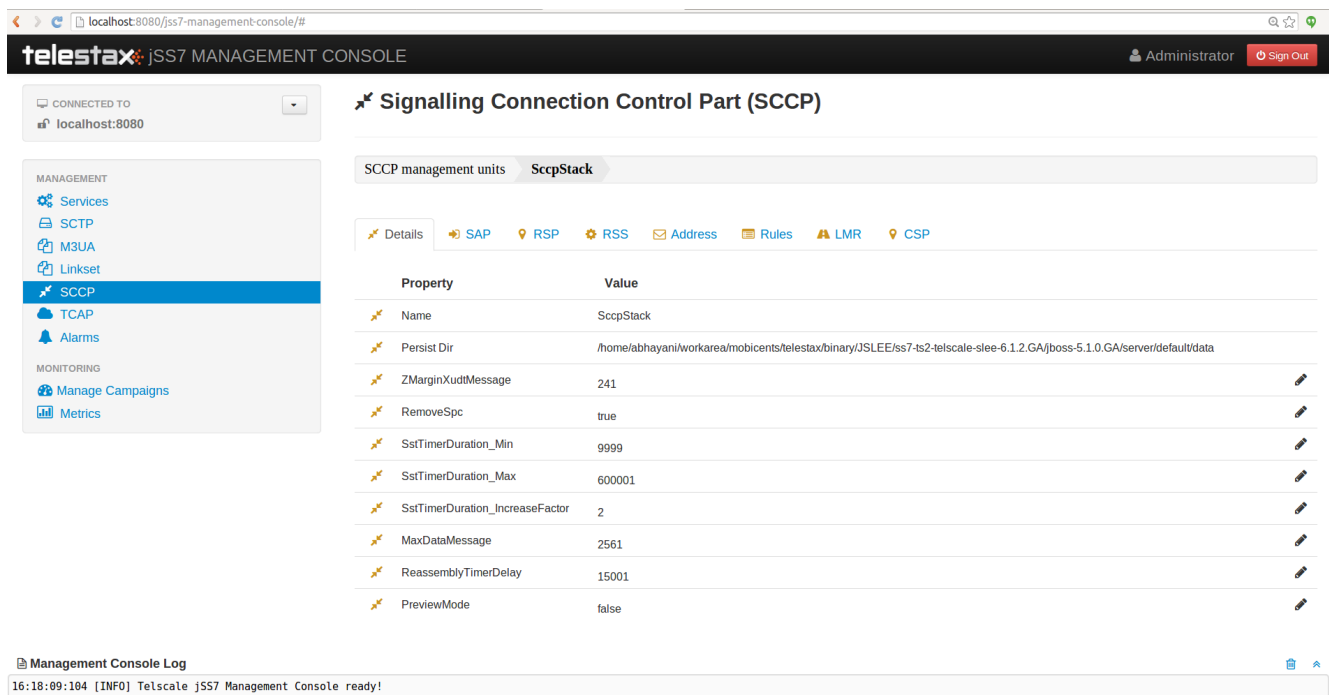 localhost:8080/jss7-management-console/#
telestax jSS7 MANAGEMENT CONSOLE
Administrator
Sign Out
CONNECTED TO
localhost:8080
MANAGEMENT
Services
SCTP
M3UA
Linkset
SCCP
TCAP
Alarms
MONITORING
Manage Campaigns
Metrics
Signalling Connection Control Part (SCCP)
SCCP management units SccpStack
Details SAP RSP RSS Address Rules LMR CSP
Property Value
Name SccpStack
Persist Dir /home/abhayani/workarea/mobicents/telestax/binary/JSLEE/ss7-ts2-telscale-slee-6.1.2.GA/jboss-5.1.0.GA/server/default/data
ZMarginXudtMessage 241
RemoveSpc true
SstTimerDuration_Min 9999
SstTimerDuration_Max 600001
SstTimerDuration_IncreaseFactor 2
MaxDataMessage 2561
ReassemblyTimerDelay 15001
PreviewMode false
Management Console Log
16:18:09:104 [INFO] Telscale jSS7 Management Console ready!